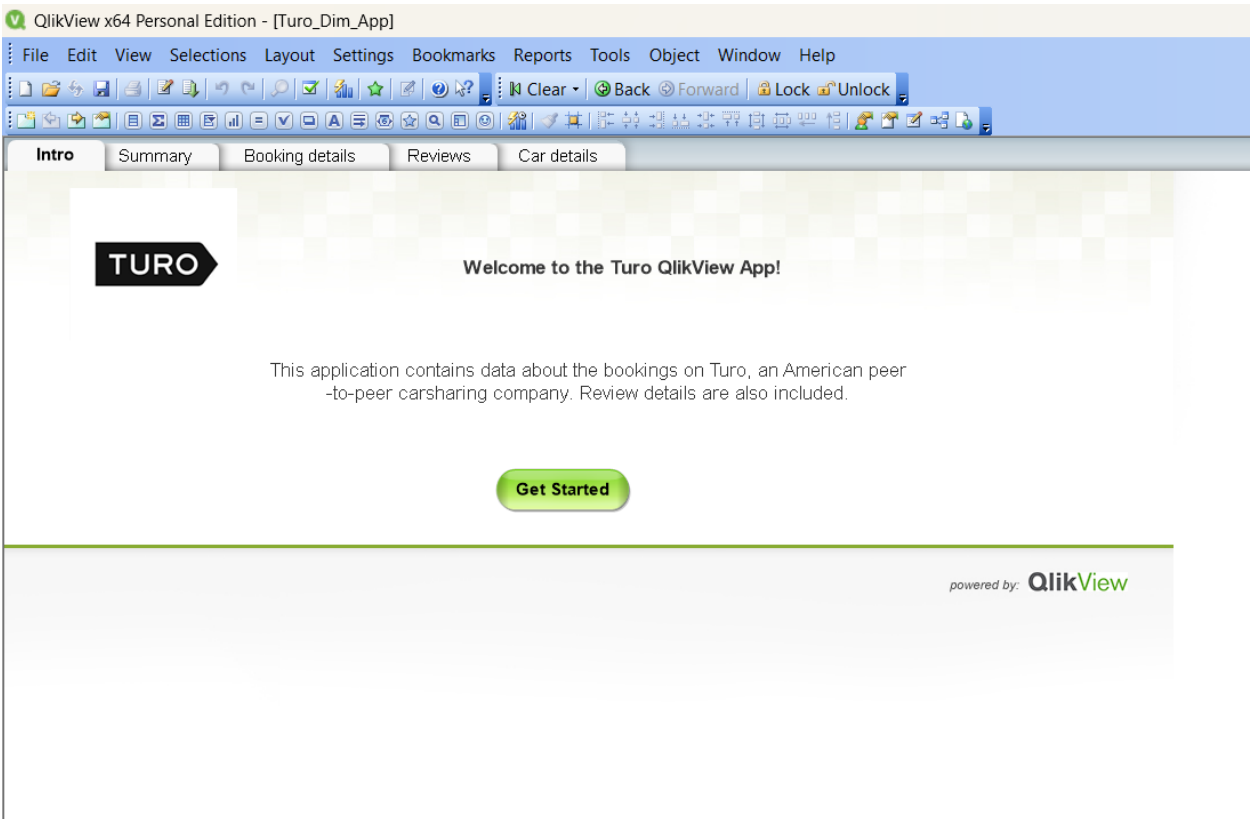 QlikView x64 Personal Edition - [Turo_Dim_App]
File Edit View Selections Layout Settings Bookmarks Reports Tools Object Window Help
Clear Back Forward Lock Unlock
Intro Summary Booking details Reviews Car details
TURO
Welcome to the Turo QlikView App!
This application contains data about the bookings on Turo, an American peer
-to-peer carsharing company. Review details are also included.
Get Started
powered by: QlikView